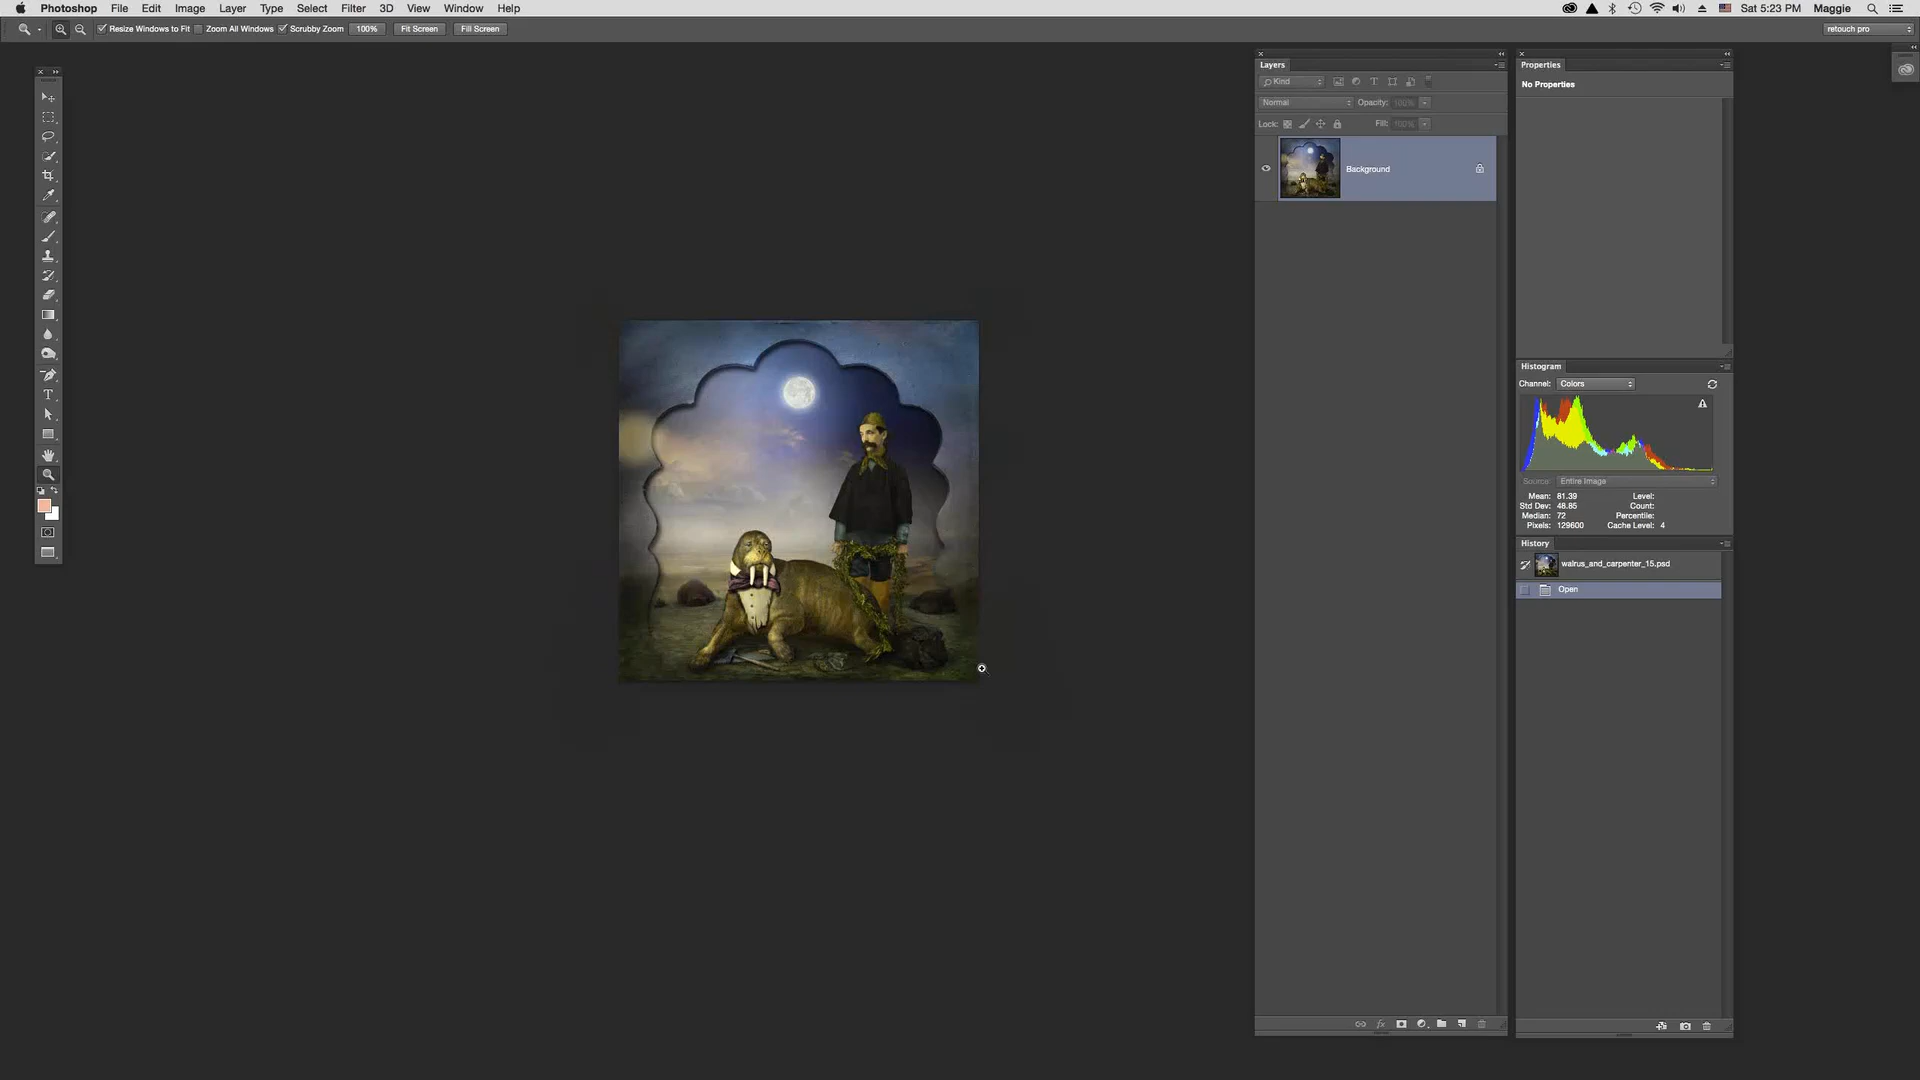 Photoshop File Edit Image Layer Type Select Filter 3D View Window Help Sat 5:23 PM Maggie
Resize Windows to Fit Zoom All Windows Scrubby Zoom 100% Fit Screen Fill Screen retouch pro
Layers
Kind
Normal Opacity: 100%
Lock: Fill: 100%
Background
Properties
No Properties
Histogram
Channel: Colors
Source: Entire Image
Mean: 81.39 Level:
Std Dev: 48.85 Count:
Median: 72 Percentile:
Pixels: 129600 Cache Level: 4
History
walrus_and_carpenter_15.psd
Open